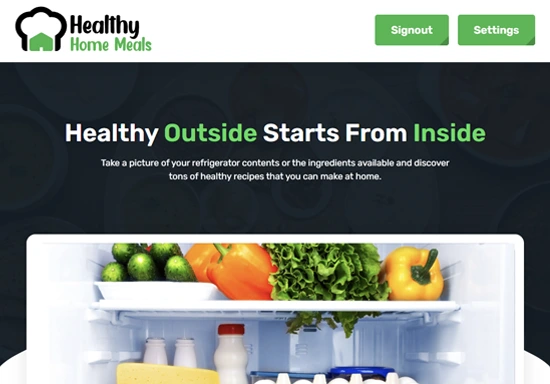 Healthy
Home Meals
Signout
Settings
Healthy Outside Starts From Inside
Take a picture of your refrigerator contents or the ingredients available and discover
tons of healthy recipes that you can make at home.